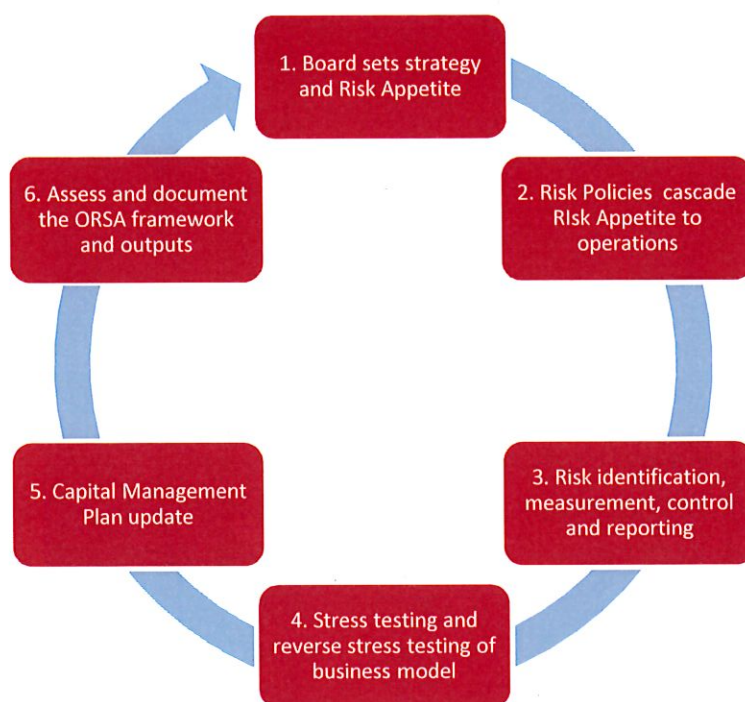 1. Board sets strategy
and Risk Appetite
2. Risk Policies cascade
RIsk Appetite to
operations
3. Risk identification,
measurement, control
and reporting
4. Stress testing and
reverse stress testing of
business model
5. Capital Management
Plan update
6. Assess and document
the ORSA framework
and outputs